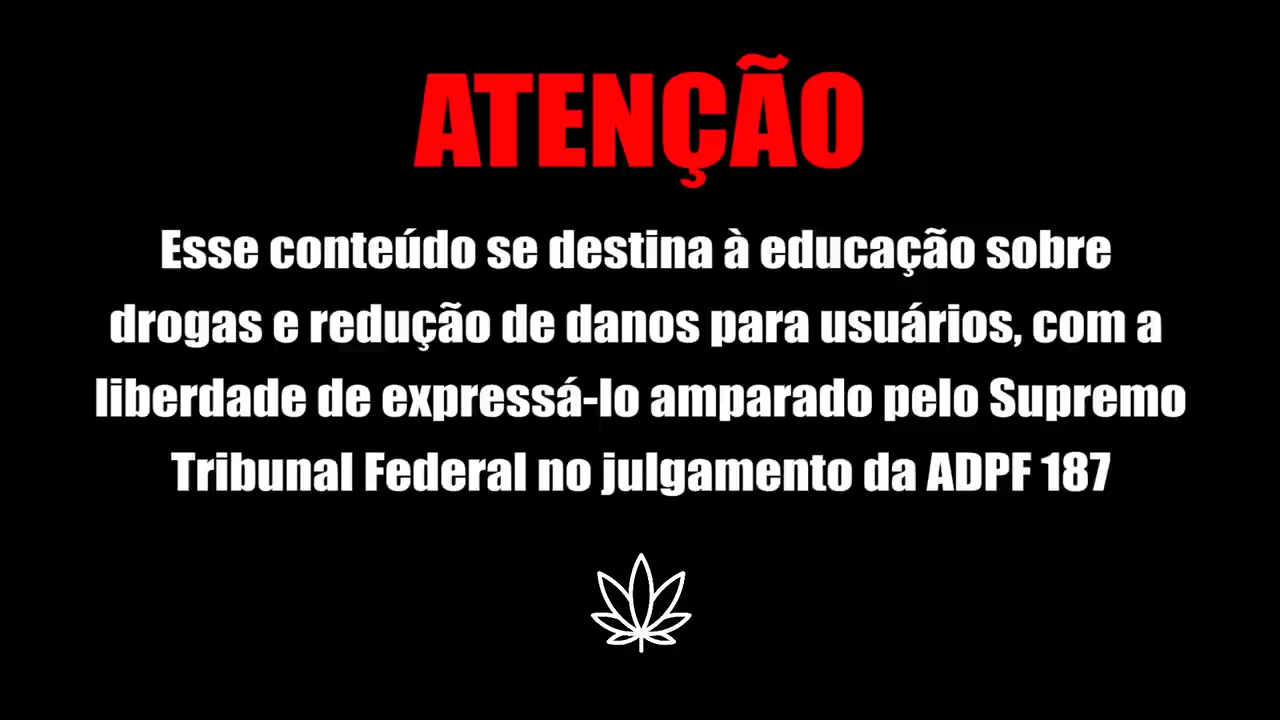 ATENÇÃO
Esse conteúdo se destina à educação sobre
drogas e redução de danos para usuários, com a
liberdade de expressá-lo amparado pelo Supremo
Tribunal Federal no julgamento da ADPF 187